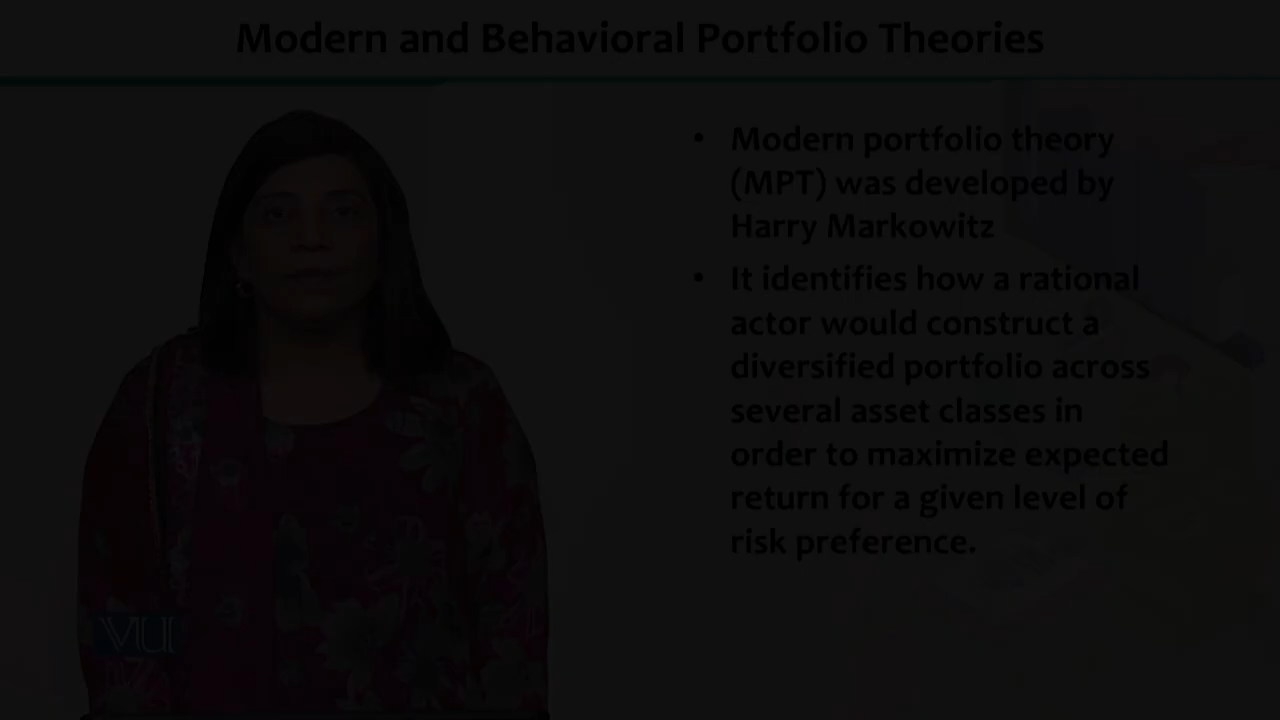 Modern and Behavioral Portfolio Theories
• Modern portfolio theory
(MPT) was developed by
Harry Markowitz
• It identifies how a rational
actor would construct a
diversified portfolio across
several asset classes in
order to maximize expected
return for a given level of
risk preference.
VU